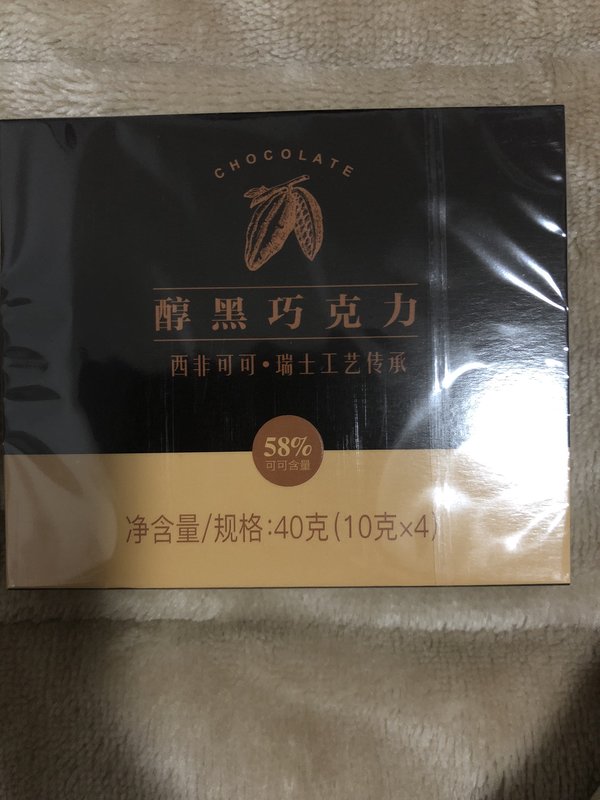 CHOCOLATE
醇黑巧克力
西非可可•瑞士工艺传承
58%
可可含量
净含量/规格:40克(10克×4)